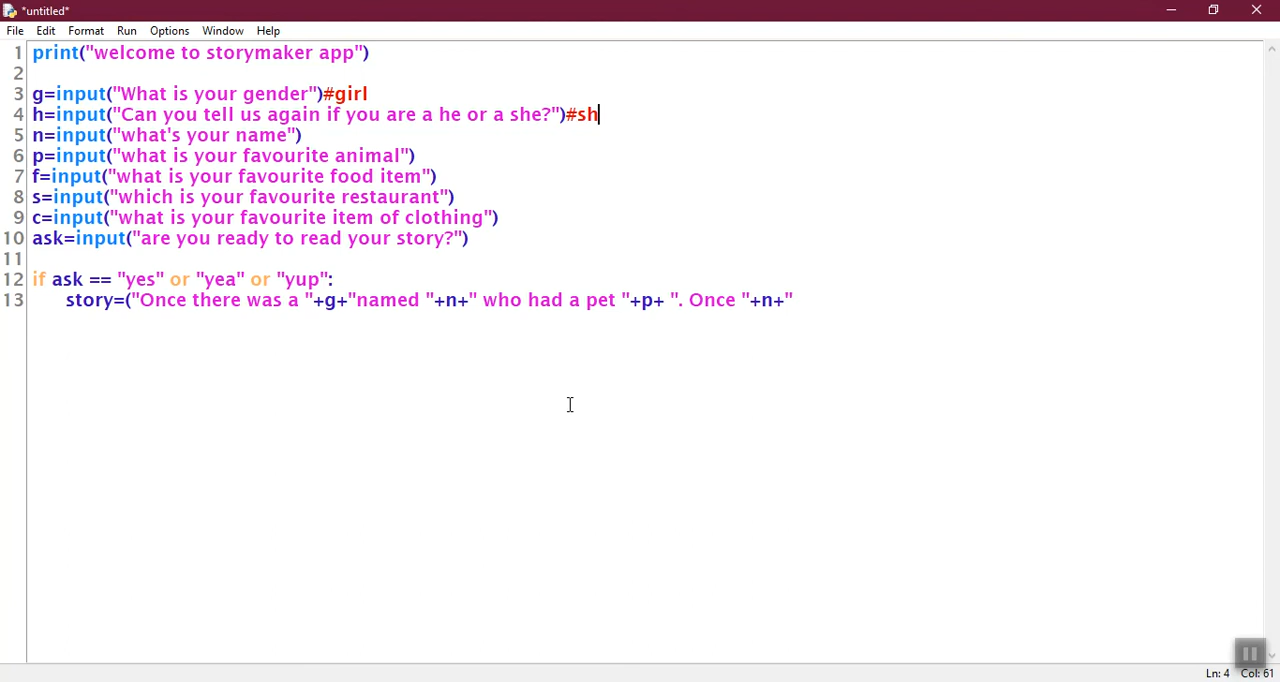 *untitled*
File Edit Format Run Options Window Help
1 print("welcome to storymaker app")
2
3 g=input("What is your gender")#girl
4 h=input("Can you tell us again if you are a he or a she?")#sh
5 n=input("what's your name")
6 p=input("what is your favourite animal")
7 f=input("what is your favourite food item")
8 s=input("which is your favourite restaurant")
9 c=input("what is your favourite item of clothing")
10 ask=input("are you ready to read your story?")
11
12 if ask == "yes" or "yea" or "yup":
13 story=("Once there was a "+g+"named "+n+" who had a pet "+p+ ". Once "+n+"
Ln: 4 Col: 61